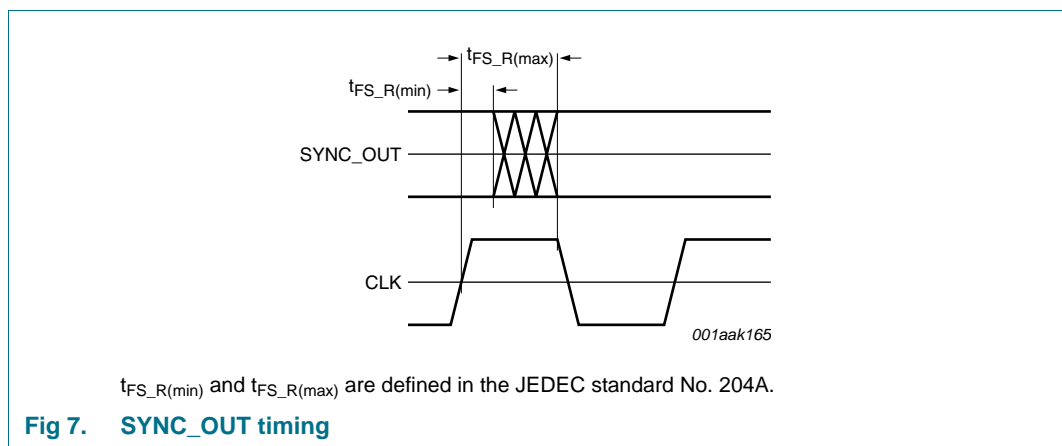 tFS_R(max)
tFS_R(min)
SYNC_OUT
CLK
001aak165
tFS_R(min) and tFS_R(max) are defined in the JEDEC standard No. 204A.
Fig 7. SYNC_OUT timing